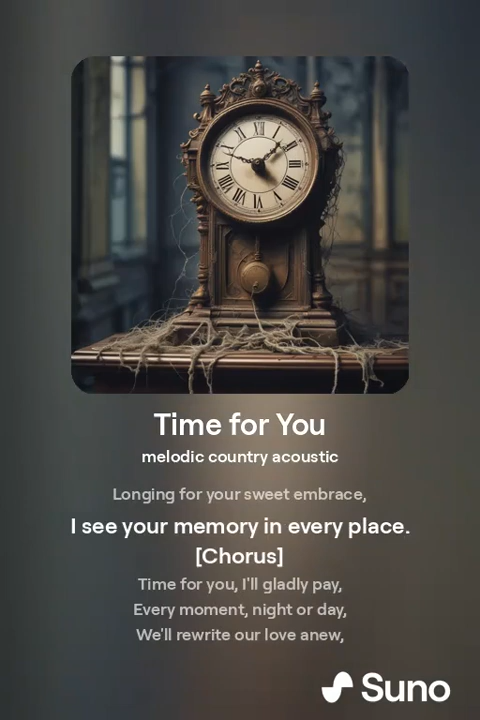 Time for You
melodic country acoustic
Longing for your sweet embrace,
I see your memory in every place.
[Chorus]
Time for you, I'll gladly pay,
Every moment, night or day,
We'll rewrite our love anew,
Suno